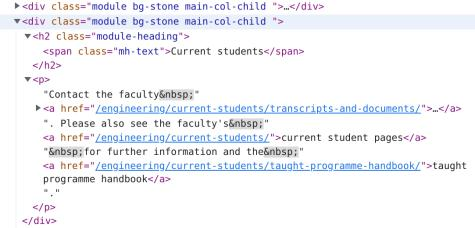 <div class="module bg-stone main-col-child ">…</div>
<div class="module bg-stone main-col-child ">
<h2 class="module-heading">
<span class="mh-text">Current students</span>
</h2>
<p>
"Contact the faculty&nbsp;"
<a href="/engineering/current-students/transcripts-and-documents/">…</a>
". Please also see the faculty's&nbsp;"
<a href="/engineering/current-students/">current student pages</a>
"&nbsp;for further information and the&nbsp;"
<a href="/engineering/current-students/taught-programme-handbook/">taught
programme handbook</a>
"."
</p>
</div>